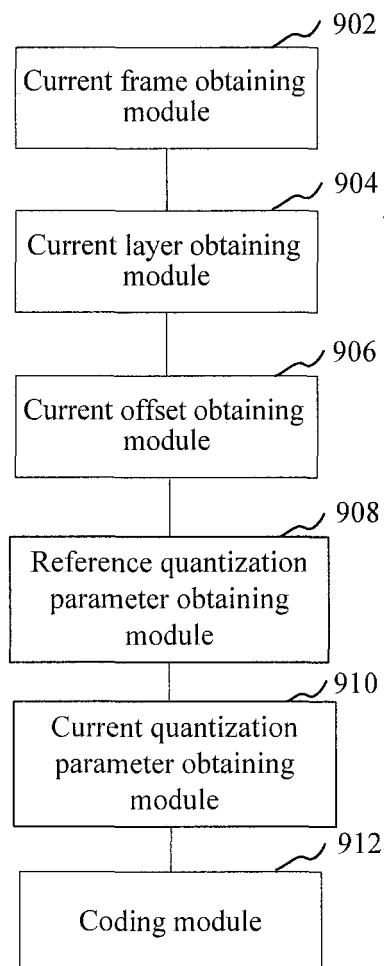 902
Current frame obtaining
module
904
Current layer obtaining
module
906
Current offset obtaining
module
908
Reference quantization
parameter obtaining
module
910
Current quantization
parameter obtaining
module
912
Coding module